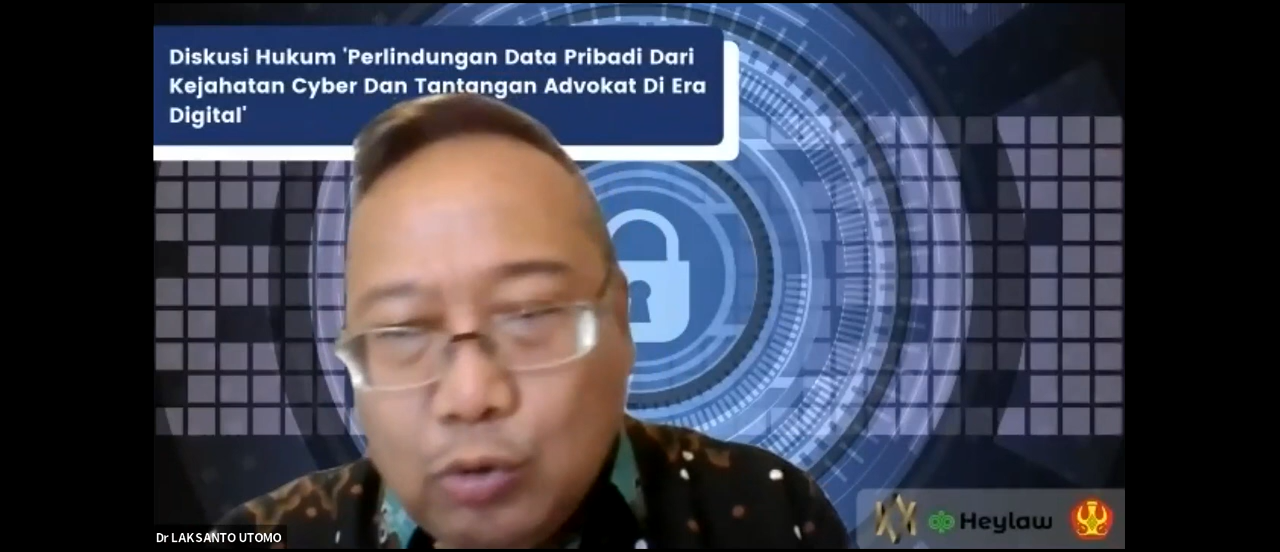 Diskusi Hukum 'Perlindungan Data Pribadi Dari
Kejahatan Cyber Dan Tantangan Advokat Di Era
Digital'
Heylaw
Dr LAKSANTO UTOMO